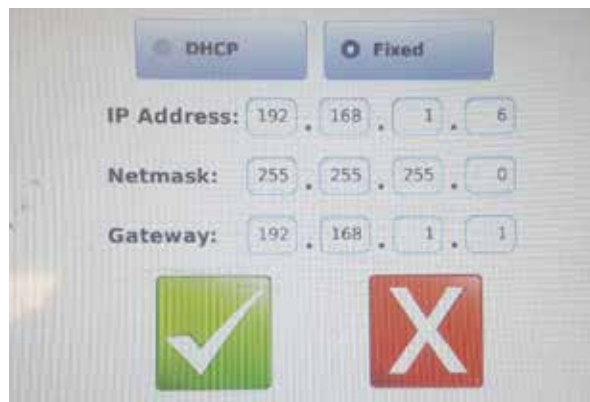 DHCP Fixed
IP Address: 192 . 168 . 1 . 6
Netmask: 255 . 255 . 255 . 0
Gateway: 192 . 168 . 1 . 1